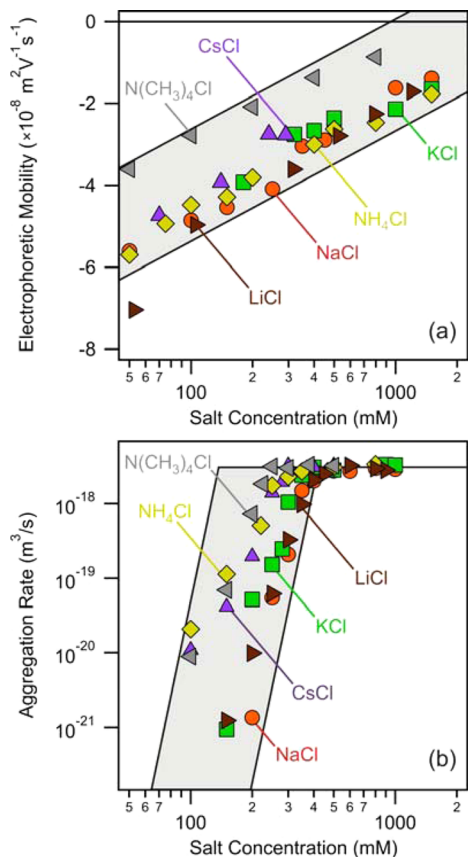 0
-2
-4
-6
-8
Electrophoretic Mobility (×10⁻⁸ m²V⁻¹s⁻¹)
CsCl
N(CH₃)₄Cl
KCl
NH₄Cl
NaCl
LiCl
(a)
5 6 7 100 2 3 4 5 6 7 1000 2
Salt Concentration (mM)
N(CH₃)₄Cl
NH₄Cl
LiCl
KCl
CsCl
NaCl
(b)
10⁻¹⁸
10⁻¹⁹
10⁻²⁰
10⁻²¹
Aggregation Rate (m³/s)
5 6 7 100 2 3 4 5 6 7 1000 2
Salt Concentration (mM)